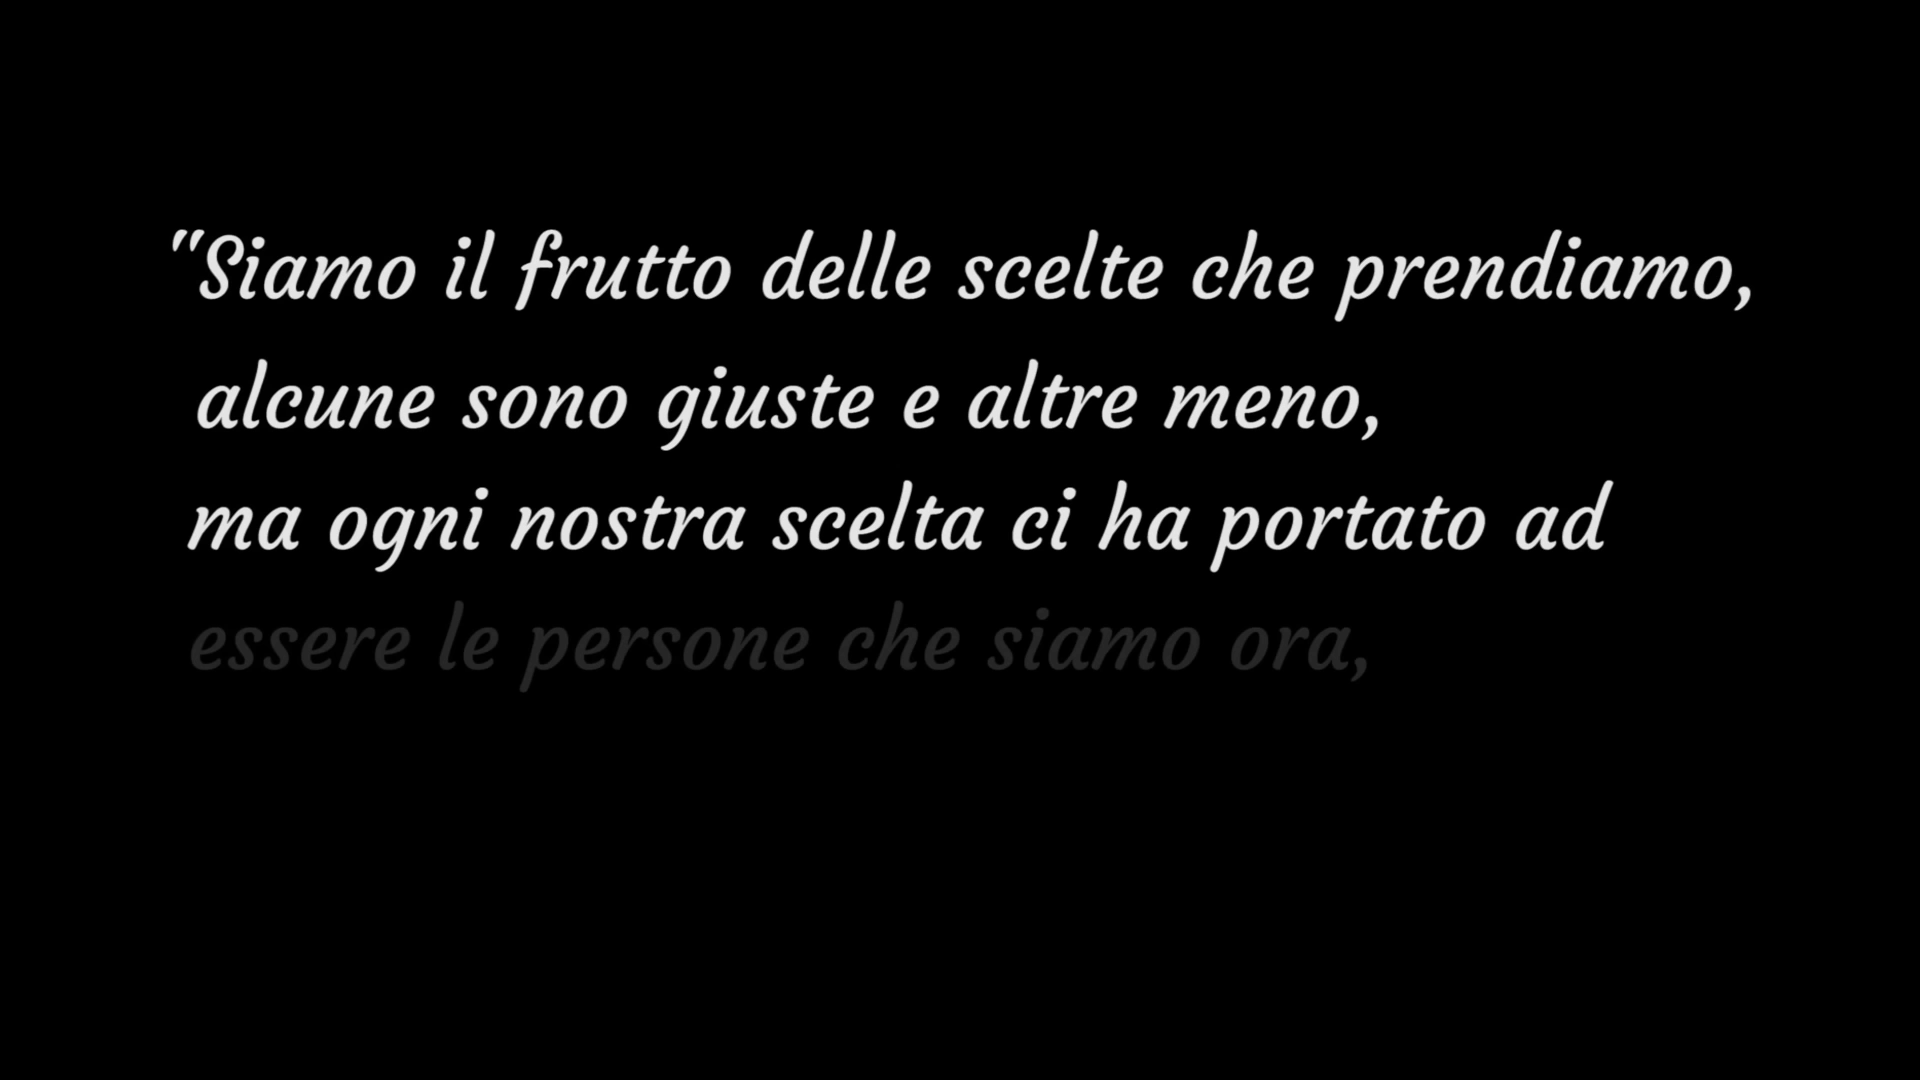 "Siamo il frutto delle scelte che prendiamo,
alcune sono giuste e altre meno,
ma ogni nostra scelta ci ha portato ad
essere le persone che siamo ora,